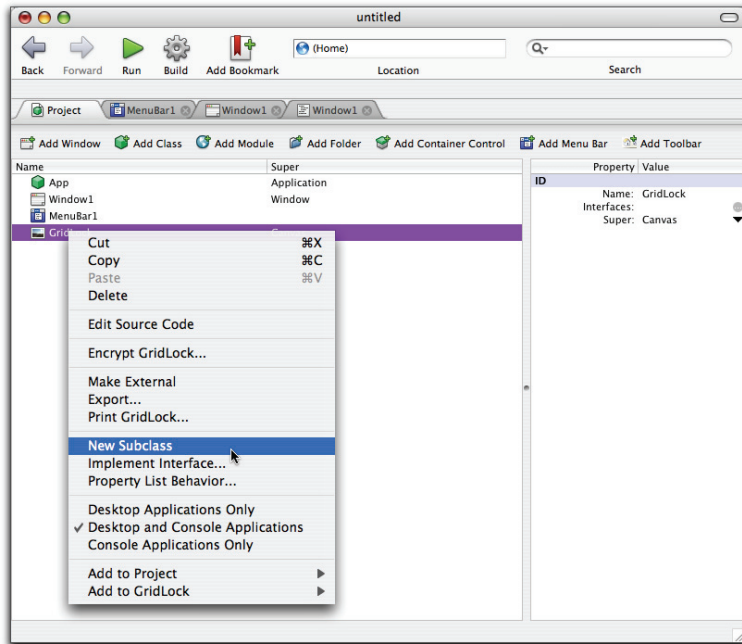 untitled
Back Forward Run Build Add Bookmark (Home) Location Search
Project MenuBar1 Window1 Window1
Add Window Add Class Add Module Add Folder Add Container Control Add Menu Bar Add Toolbar
Name Super Property Value
App Application ID
Window1 Window Name: GridLock
MenuBar1 Interfaces:
Super: Canvas
Cut ⌘X
Copy ⌘C
Paste ⌘V
Delete
Edit Source Code
Encrypt GridLock...
Make External
Export...
Print GridLock...
New Subclass
Implement Interface...
Property List Behavior...
Desktop Applications Only
✓ Desktop and Console Applications
Console Applications Only
Add to Project
Add to GridLock